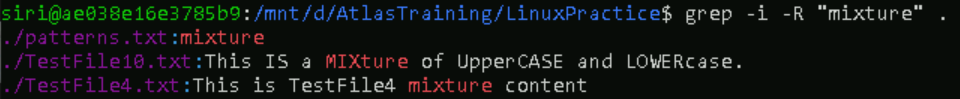 siri@ae038e16e3785b9:/mnt/d/AtlasTraining/LinuxPractice$ grep -i -R "mixture" .
./patterns.txt:mixture
./TestFile10.txt:This IS a MIXture of UpperCASE and LOWERcase.
./TestFile4.txt:This is TestFile4 mixture content